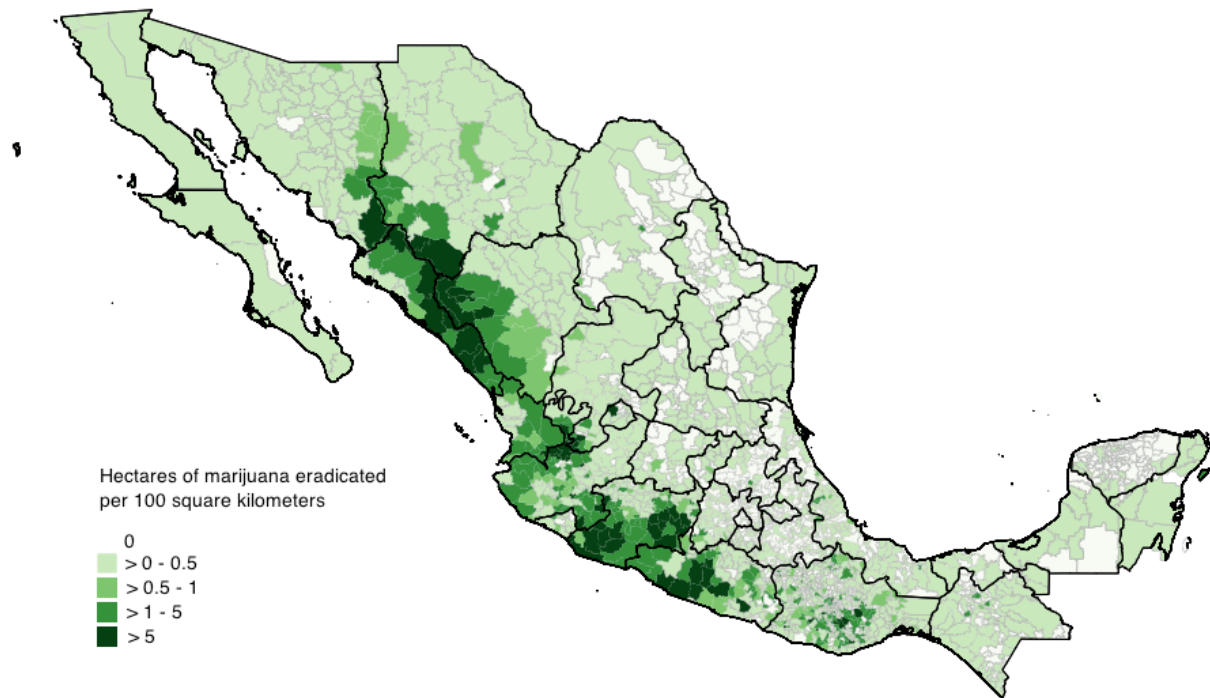 Hectares of marijuana eradicated
per 100 square kilometers
0
> 0 - 0.5
> 0.5 - 1
> 1 - 5
> 5